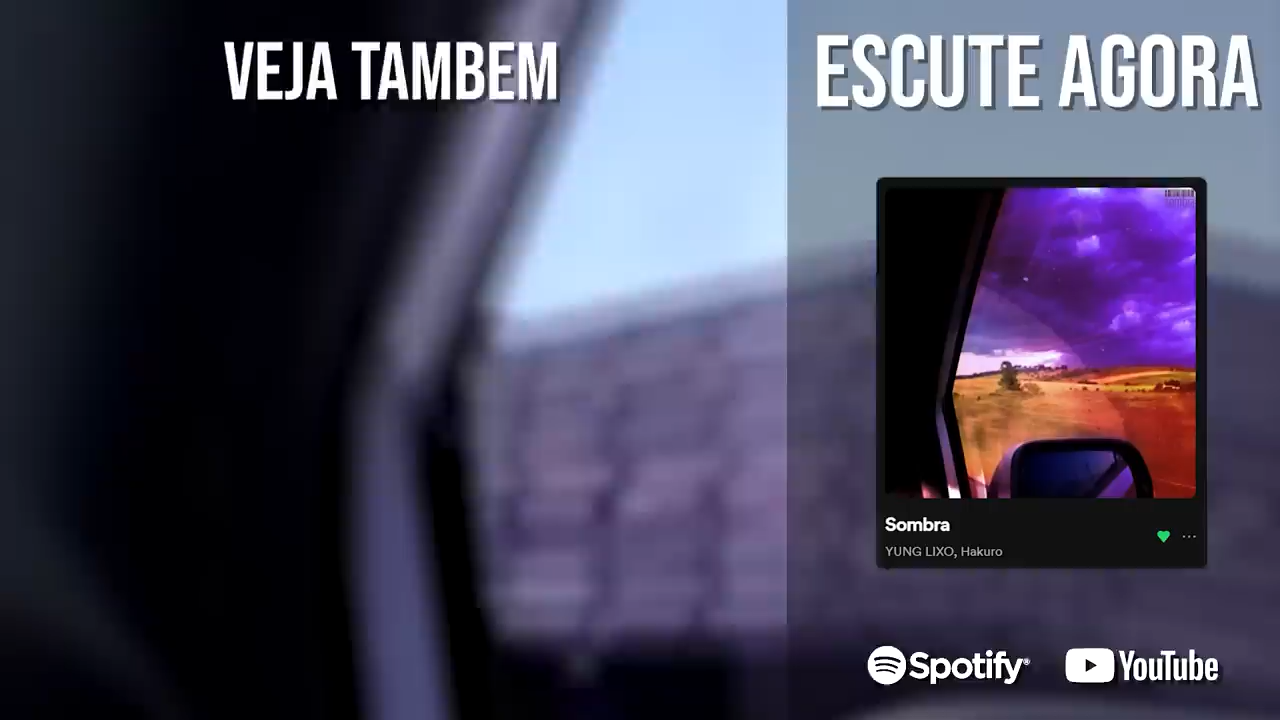 VEJA TAMBEM
ESCUTE AGORA
Sombra
YUNG LIXO, Hakuro
Spotify
YouTube